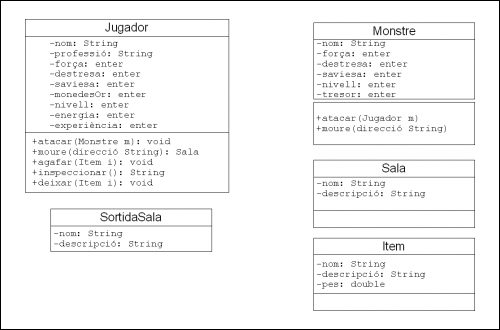 Jugador
-nom: String
-professió: String
-força: enter
-destresa: enter
-saviesa: enter
-monedesOr: enter
-nivell: enter
-energia: enter
-experiència: enter
+atacar(Monstre m): void
+moure(direcció String): Sala
+agafar(Item i): void
+inspeccionar(): String
+deixar(Item i): void
SortidaSala
-nom: String
-descripció: String
Monstre
-nom: String
-força: enter
-destresa: enter
-saviesa: enter
-nivell: enter
-tresor: enter
+atacar(Jugador m)
+moure(direcció String)
Sala
-nom: String
-descripció: String
Item
-nom: String
-descripció: String
-pes: double